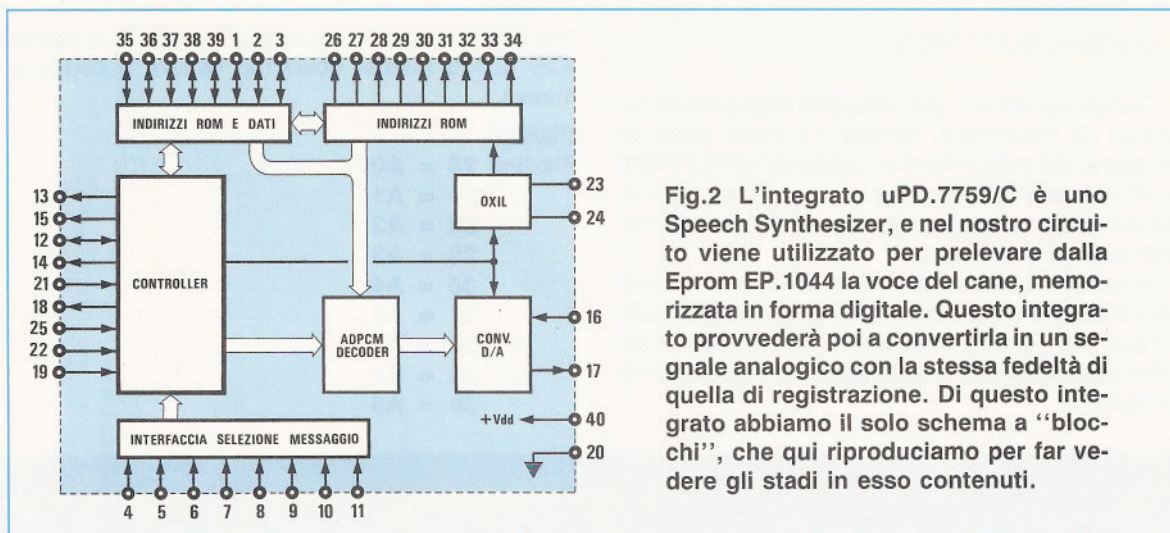 35 36 37 38 39 1 2 3
26 27 28 29 30 31 32 33 34
INDIRIZZI ROM E DATI
INDIRIZZI ROM
13
15
12
14
21
18
25
22
19
CONTROLLER
OXIL
23
24
ADPCM
DECODER
CONV.
D/A
16
17
+Vdd
40
20
INTERFACCIA SELEZIONE MESSAGGIO
4 5 6 7 8 9 10 11
Fig.2 L'integrato uPD.7759/C è uno
Speech Synthesizer, e nel nostro circui-
to viene utilizzato per prelevare dalla
Eprom EP.1044 la voce del cane, memo-
rizzata in forma digitale. Questo integra-
to provvederà poi a convertirla in un se-
gnale analogico con la stessa fedeltà di
quella di registrazione. Di questo inte-
grato abbiamo il solo schema a ''bloc-
chi'', che qui riproduciamo per far ve-
dere gli stadi in esso contenuti.